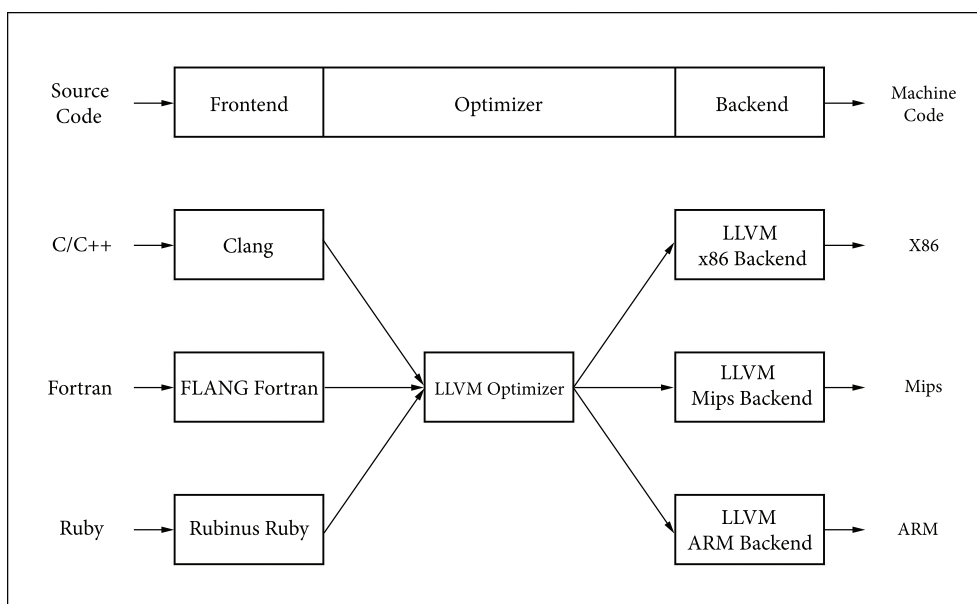 Source
Code
Frontend
Optimizer
Backend
Machine
Code
C/C++
Clang
LLVM
x86 Backend
X86
Fortran
FLANG Fortran
LLVM Optimizer
LLVM
Mips Backend
Mips
Ruby
Rubinus Ruby
LLVM
ARM Backend
ARM